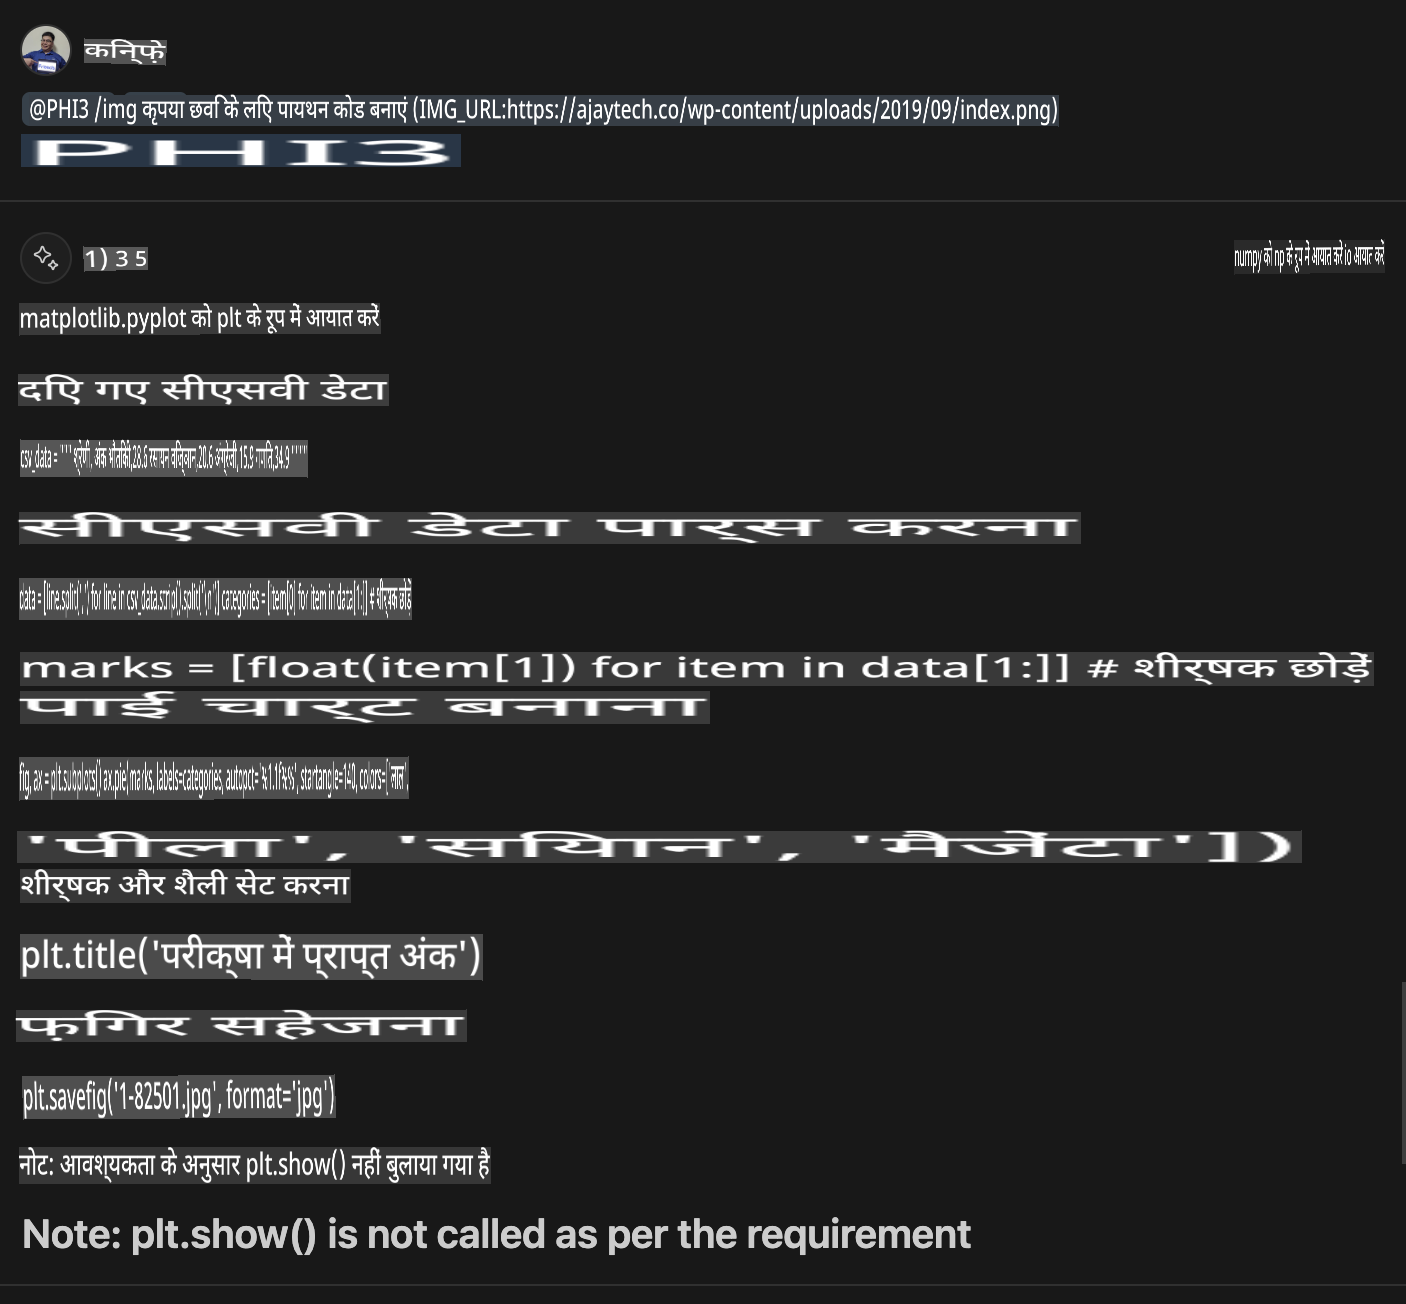 कनि्फ़े
@PHI3 /img कृपया छवि के लिए पायथन कोड बनाएं (IMG_URL:https://ajaytech.co/wp-content/uploads/2019/09/index.png)
PHI3
1) 3 5
numpy को np के रूप में आयात करें io आयात करें
matplotlib.pyplot को plt के रूप में आयात करें
दिए गए सीएसवी डेटा
csv_data = """ श्रेणी, अंक भौतिकी,28.6 रसायन विज्ञान,20.6 अंग्रेजी,15.9 गणित,34.9 """
सीएसवी डेटा पार्स करना
data = [line.split(',') for line in csv_data.strip().split('\n')] categories = [item[0] for item in data[1:]] # शीर्षक छोड़ें
marks = [float(item[1]) for item in data[1:]] # शीर्षक छोड़ें
पाई चार्ट बनाना
fig, ax = plt.subplots() ax.pie(marks, labels=categories, autopct='%1.1f%%', startangle=140, colors=['लाल',
'पीला', 'सियान', 'मैजेंटा'])
शीर्षक और शैली सेट करना
plt.title('परीक्षा में प्राप्त अंक')
फ़िगर सहेजना
plt.savefig('1-82501.jpg', format='jpg')
नोट: आवश्यकता के अनुसार plt.show() नहीं बुलाया गया है
Note: plt.show() is not called as per the requirement